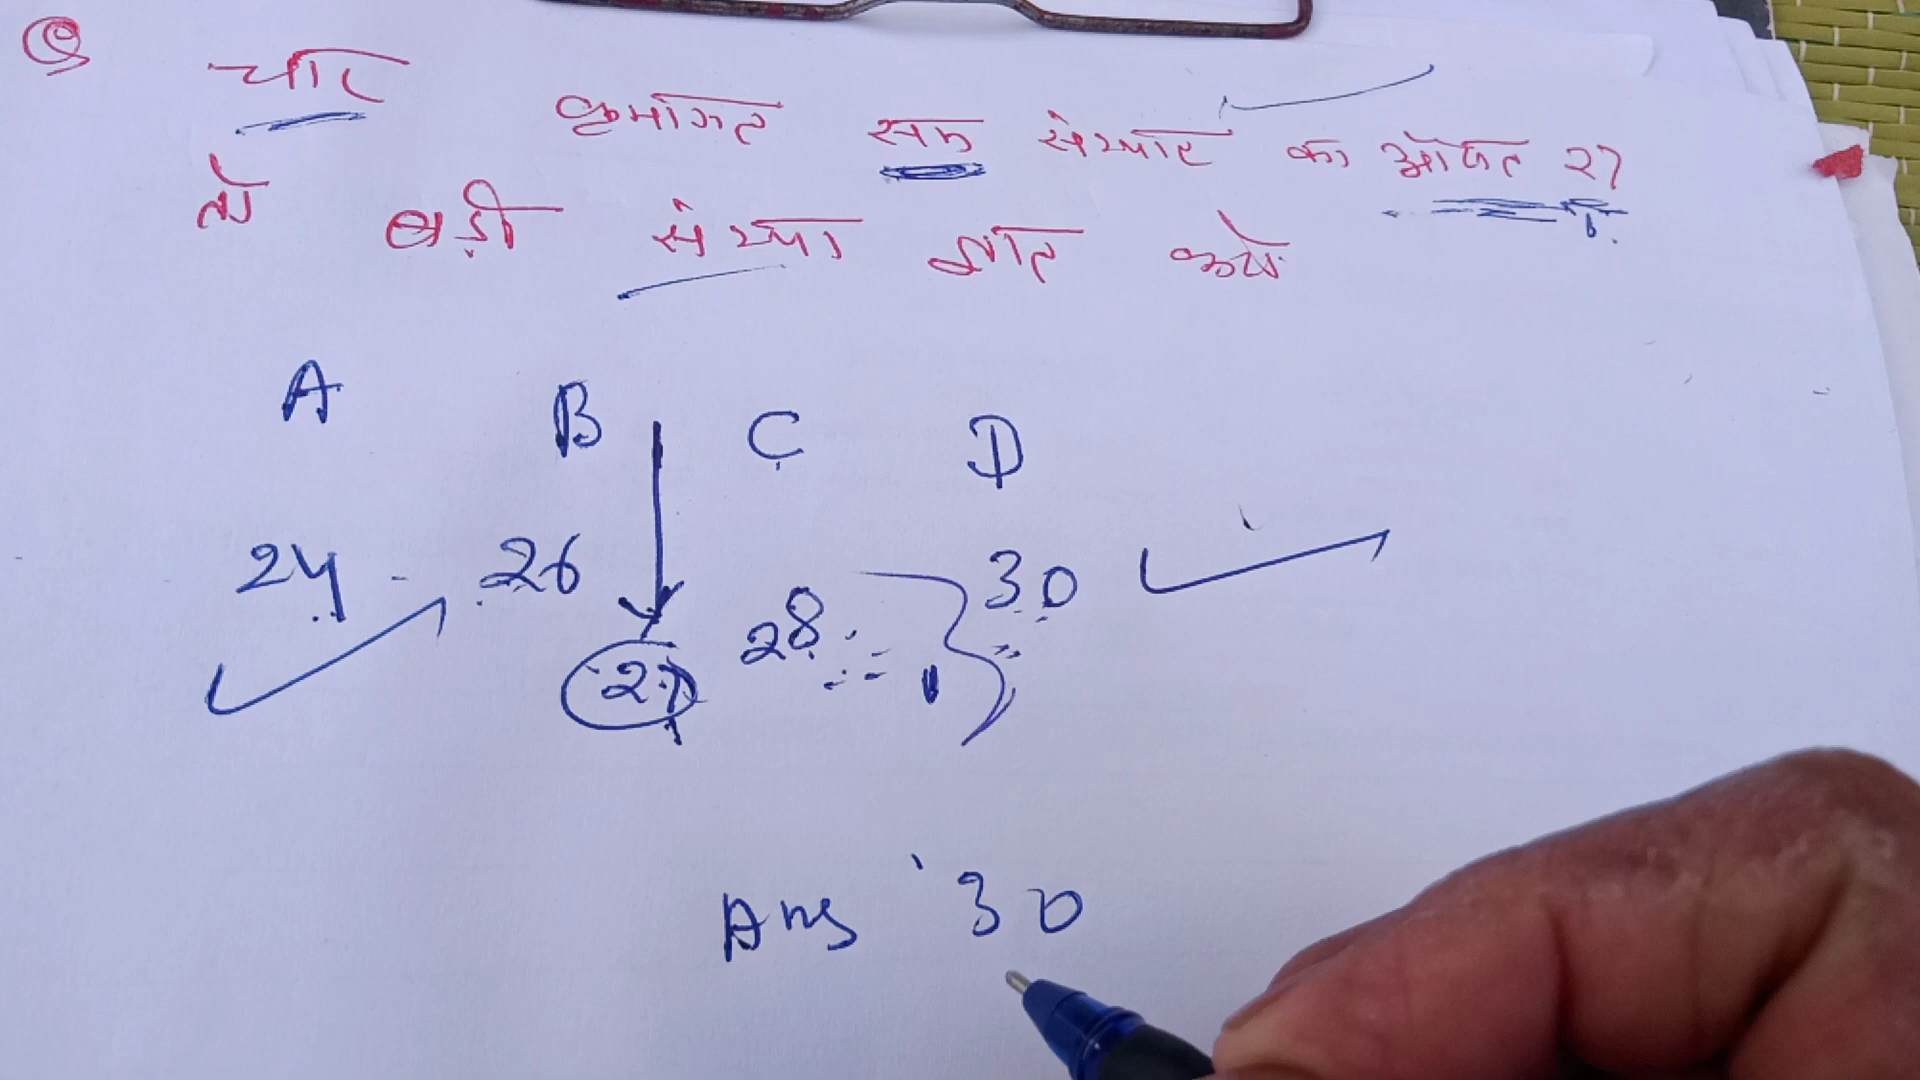 Q चार क्रमांगत सम संख्याए का औसत 27
तो बड़ी संख्या ज्ञात करो
A B C D
24 - 26 28 30
27
Ans 30